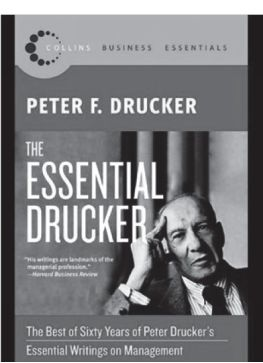 COLLINS BUSINESS ESSENTIALS
PETER F. DRUCKER
THE
ESSENTIAL
DRUCKER
"His writings are landmarks of the
managerial profession."
—Harvard Business Review
The Best of Sixty Years of Peter Drucker's
Essential Writings on Management